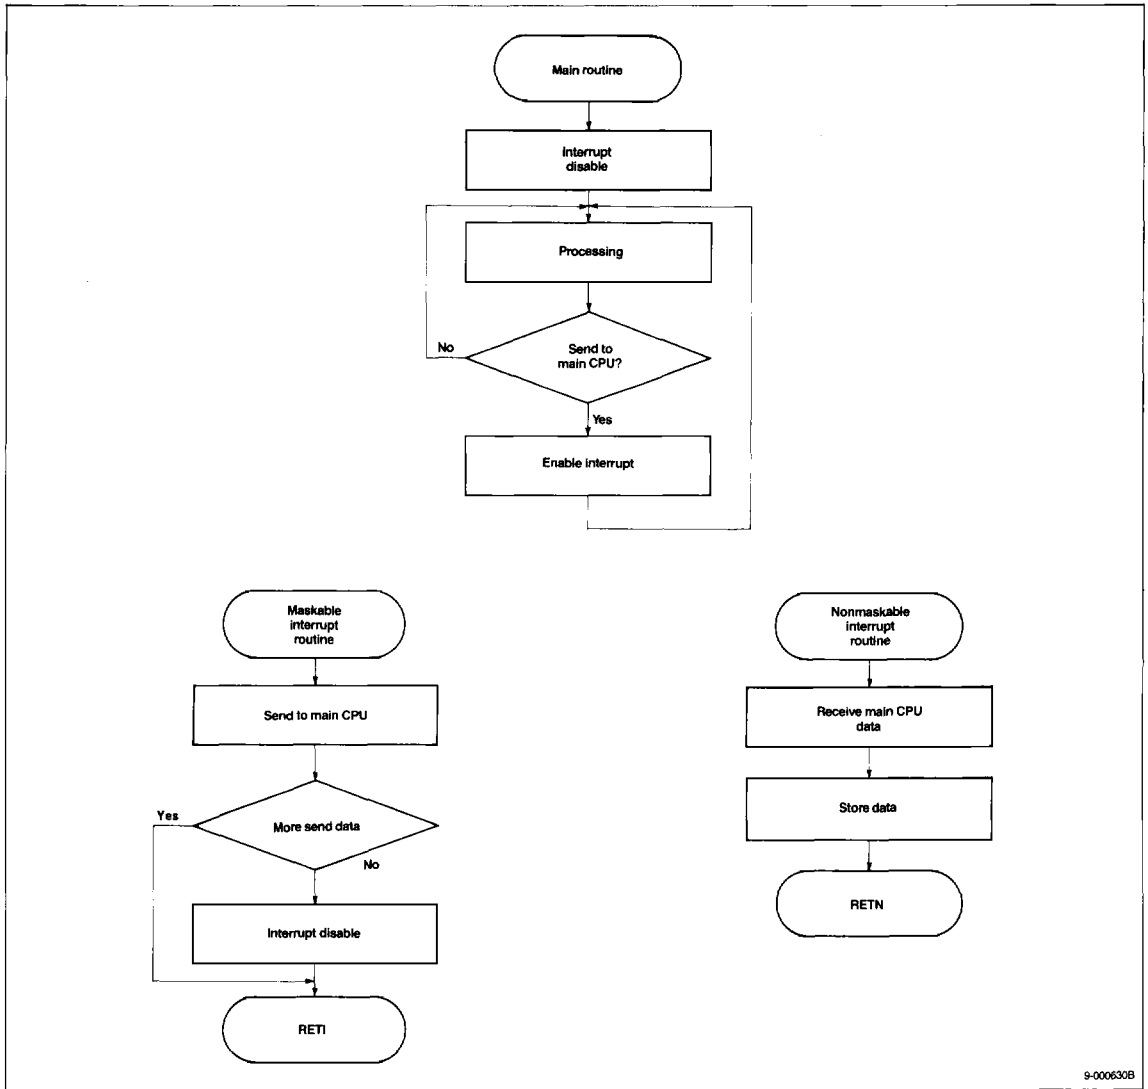 Main routine
Interrupt
disable
Processing
No
Send to
main CPU?
Yes
Enable interrupt
Maskable
interrupt
routine
Send to main CPU
Yes
More send data
No
Interrupt disable
RETI
Nonmaskable
interrupt
routine
Receive main CPU
data
Store data
RETN
9-000630B